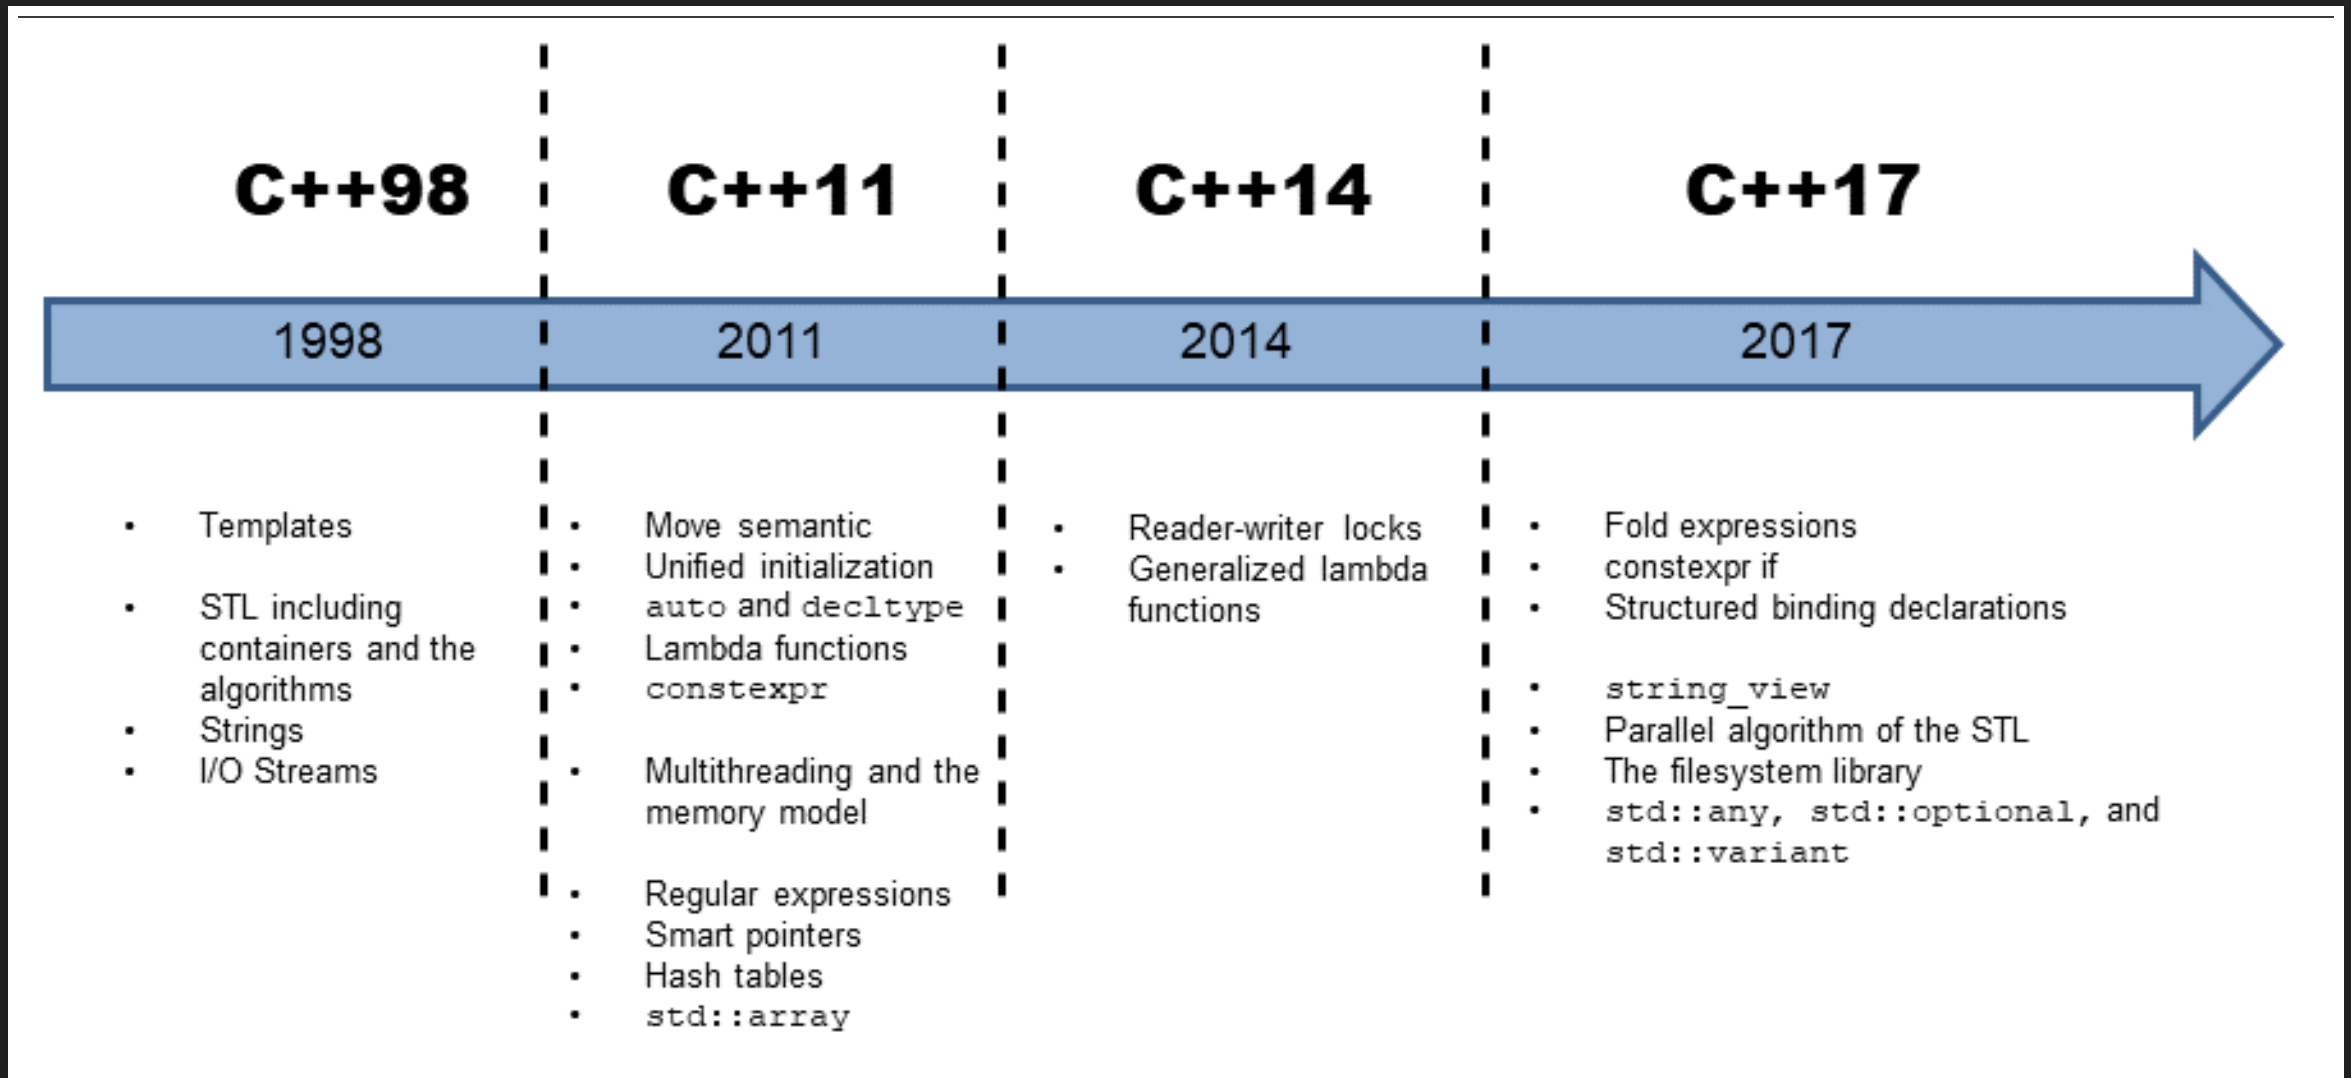 C++98
C++11
C++14
C++17
1998
2011
2014
2017
• Templates
• STL including
containers and the
algorithms
• Strings
• I/O Streams
• Move semantic
• Unified initialization
• auto and decltype
• Lambda functions
• constexpr
• Multithreading and the
memory model
• Regular expressions
• Smart pointers
• Hash tables
• std::array
• Reader-writer locks
• Generalized lambda
functions
• Fold expressions
• constexpr if
• Structured binding declarations
• string_view
• Parallel algorithm of the STL
• The filesystem library
• std::any, std::optional, and
std::variant